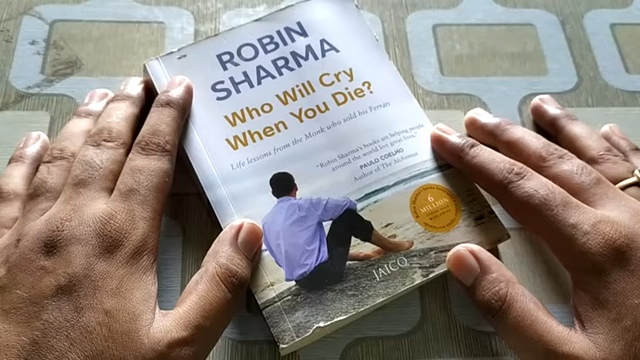 ROBIN
SHARMA
Who Will Cry
When You Die?
Life lessons from the Monk who sold his Ferrari
"Robin Sharma's books are helping people
around the world live great lives."
PAULO COELHO
Author of The Alchemist
6
MILLION
JAICO